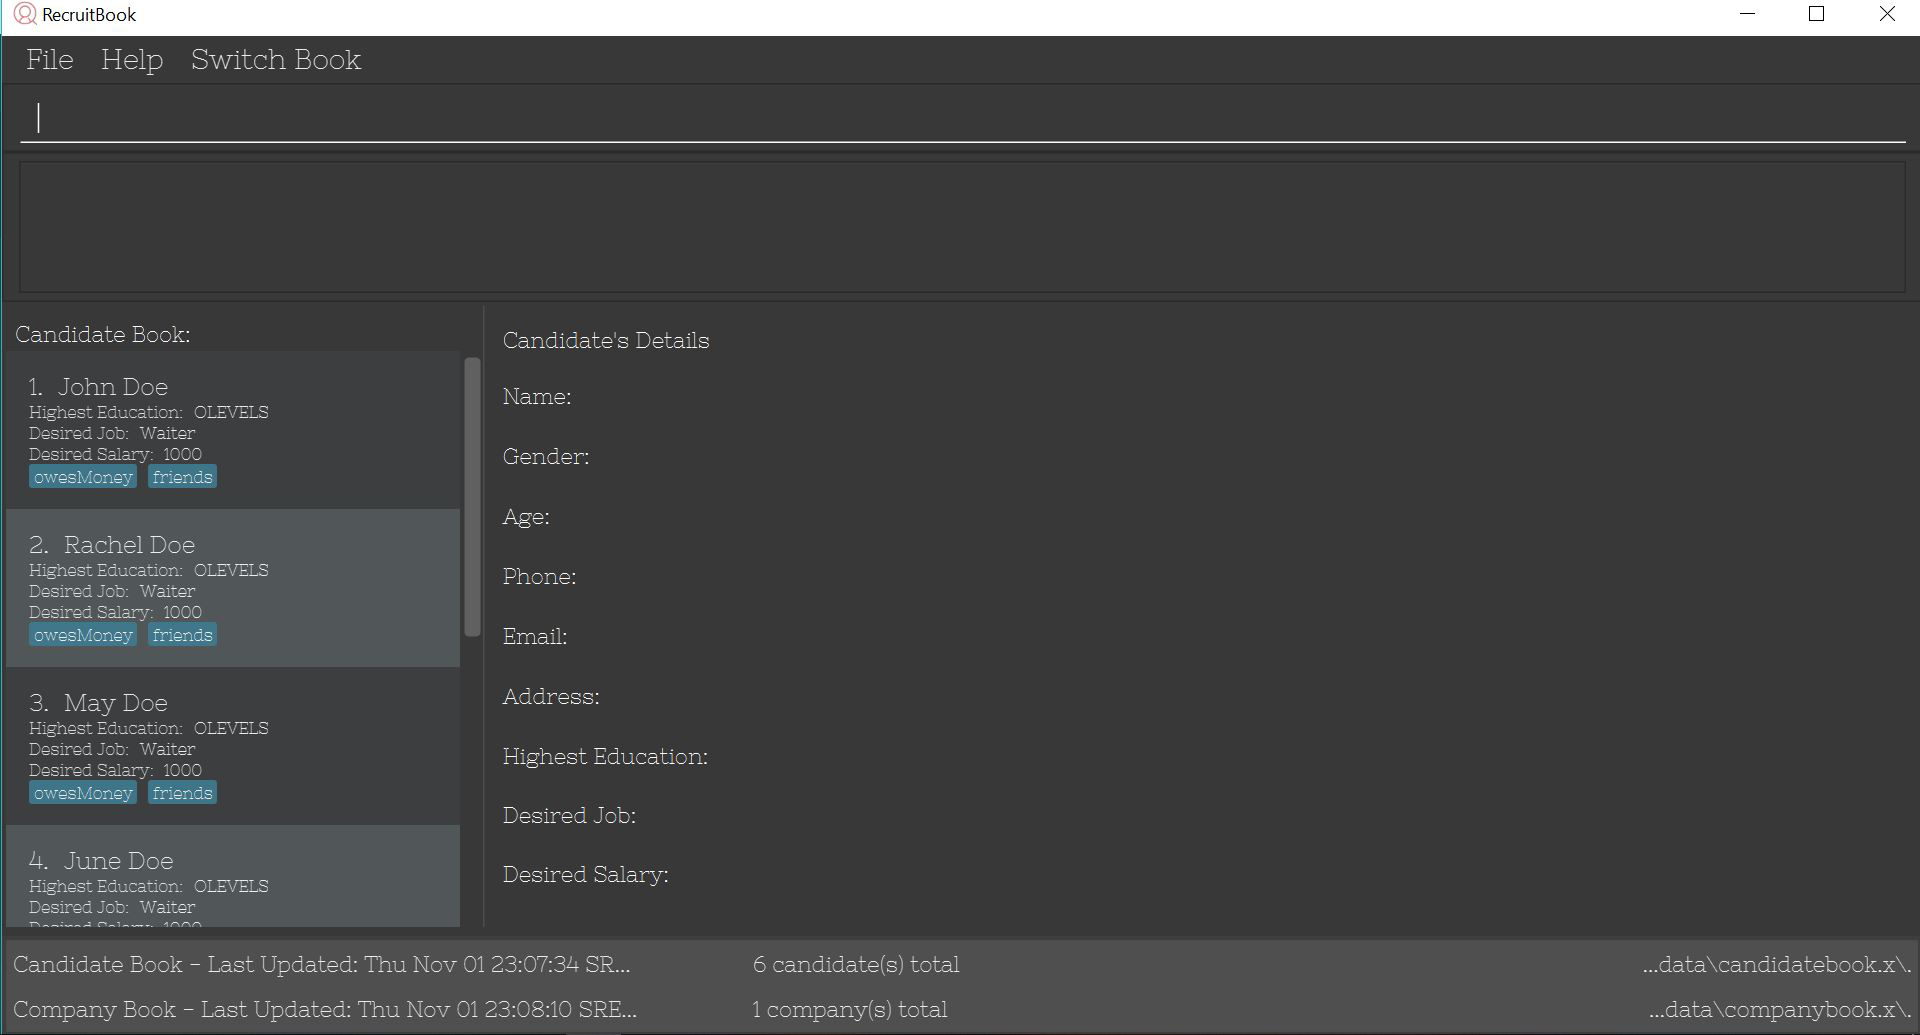 RecruitBook
File Help Switch Book
Candidate Book:
1. John Doe
Highest Education: OLEVELS
Desired Job: Waiter
Desired Salary: 1000
owesMoney friends
2. Rachel Doe
Highest Education: OLEVELS
Desired Job: Waiter
Desired Salary: 1000
owesMoney friends
3. May Doe
Highest Education: OLEVELS
Desired Job: Waiter
Desired Salary: 1000
owesMoney friends
4. June Doe
Highest Education: OLEVELS
Desired Job: Waiter
Desired Salary: 1000
Candidate's Details
Name:
Gender:
Age:
Phone:
Email:
Address:
Highest Education:
Desired Job:
Desired Salary:
Candidate Book - Last Updated: Thu Nov 01 23:07:34 SR... 6 candidate(s) total ...data\candidatebook.x\.
Company Book - Last Updated: Thu Nov 01 23:08:10 SRE... 1 company(s) total ...data\companybook.x\.